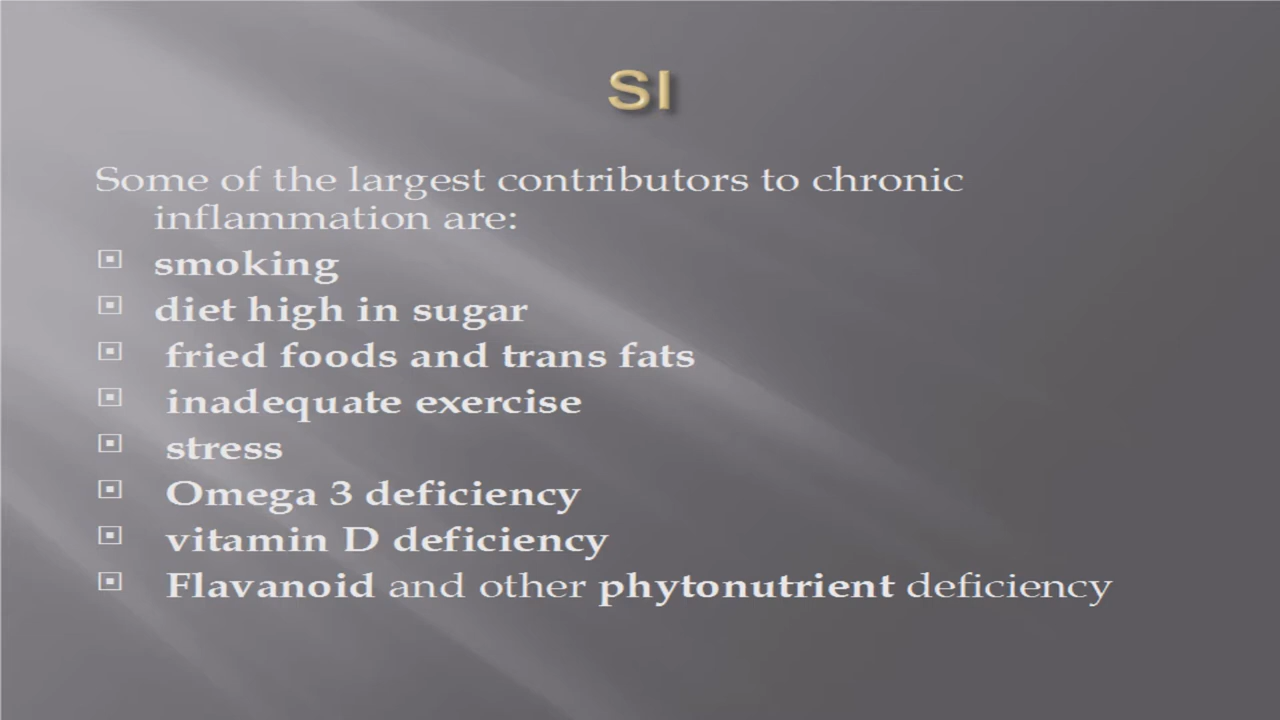 SI
Some of the largest contributors to chronic
inflammation are:
smoking
diet high in sugar
fried foods and trans fats
inadequate exercise
stress
Omega 3 deficiency
vitamin D deficiency
Flavanoid and other phytonutrient deficiency